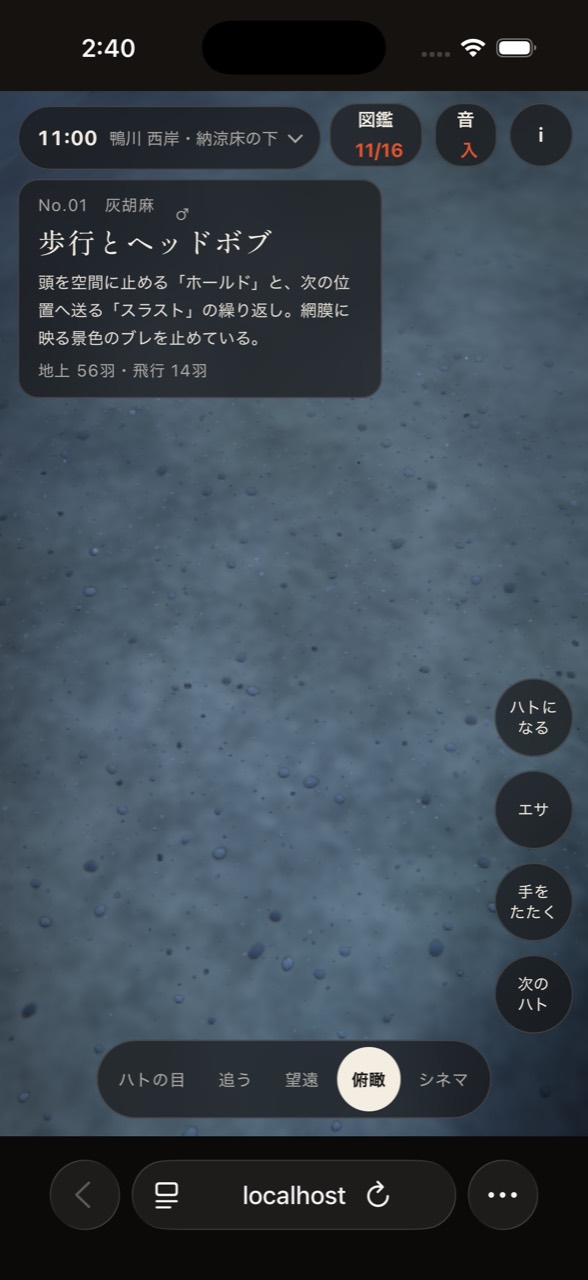 2:40
11:00 鴨川 西岸・納涼床の下
図鑑
11/16
音
入
i
No.01 灰胡麻 ♂
歩行とヘッドボブ
頭を空間に止める「ホールド」と、次の位
置へ送る「スラスト」の繰り返し。網膜に
映る景色のブレを止めている。
地上 56羽・飛行 14羽
ハトに
なる
エサ
手を
たたく
次の
ハト
ハトの目 追う 望遠 俯瞰 シネマ
localhost